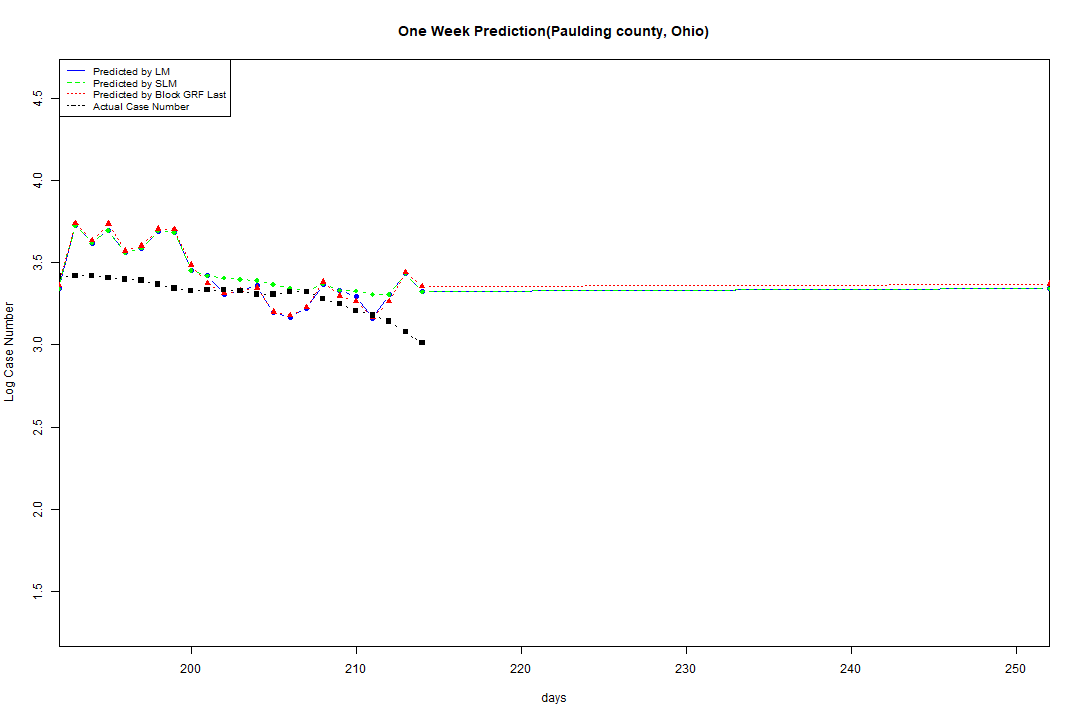 One Week Prediction(Paulding county, Ohio)
Predicted by LM
Predicted by SLM
Predicted by Block GRF Last
Actual Case Number
4.5
4.0
3.5
3.0
2.5
2.0
1.5
Log Case Number
200
210
220
230
240
250
days